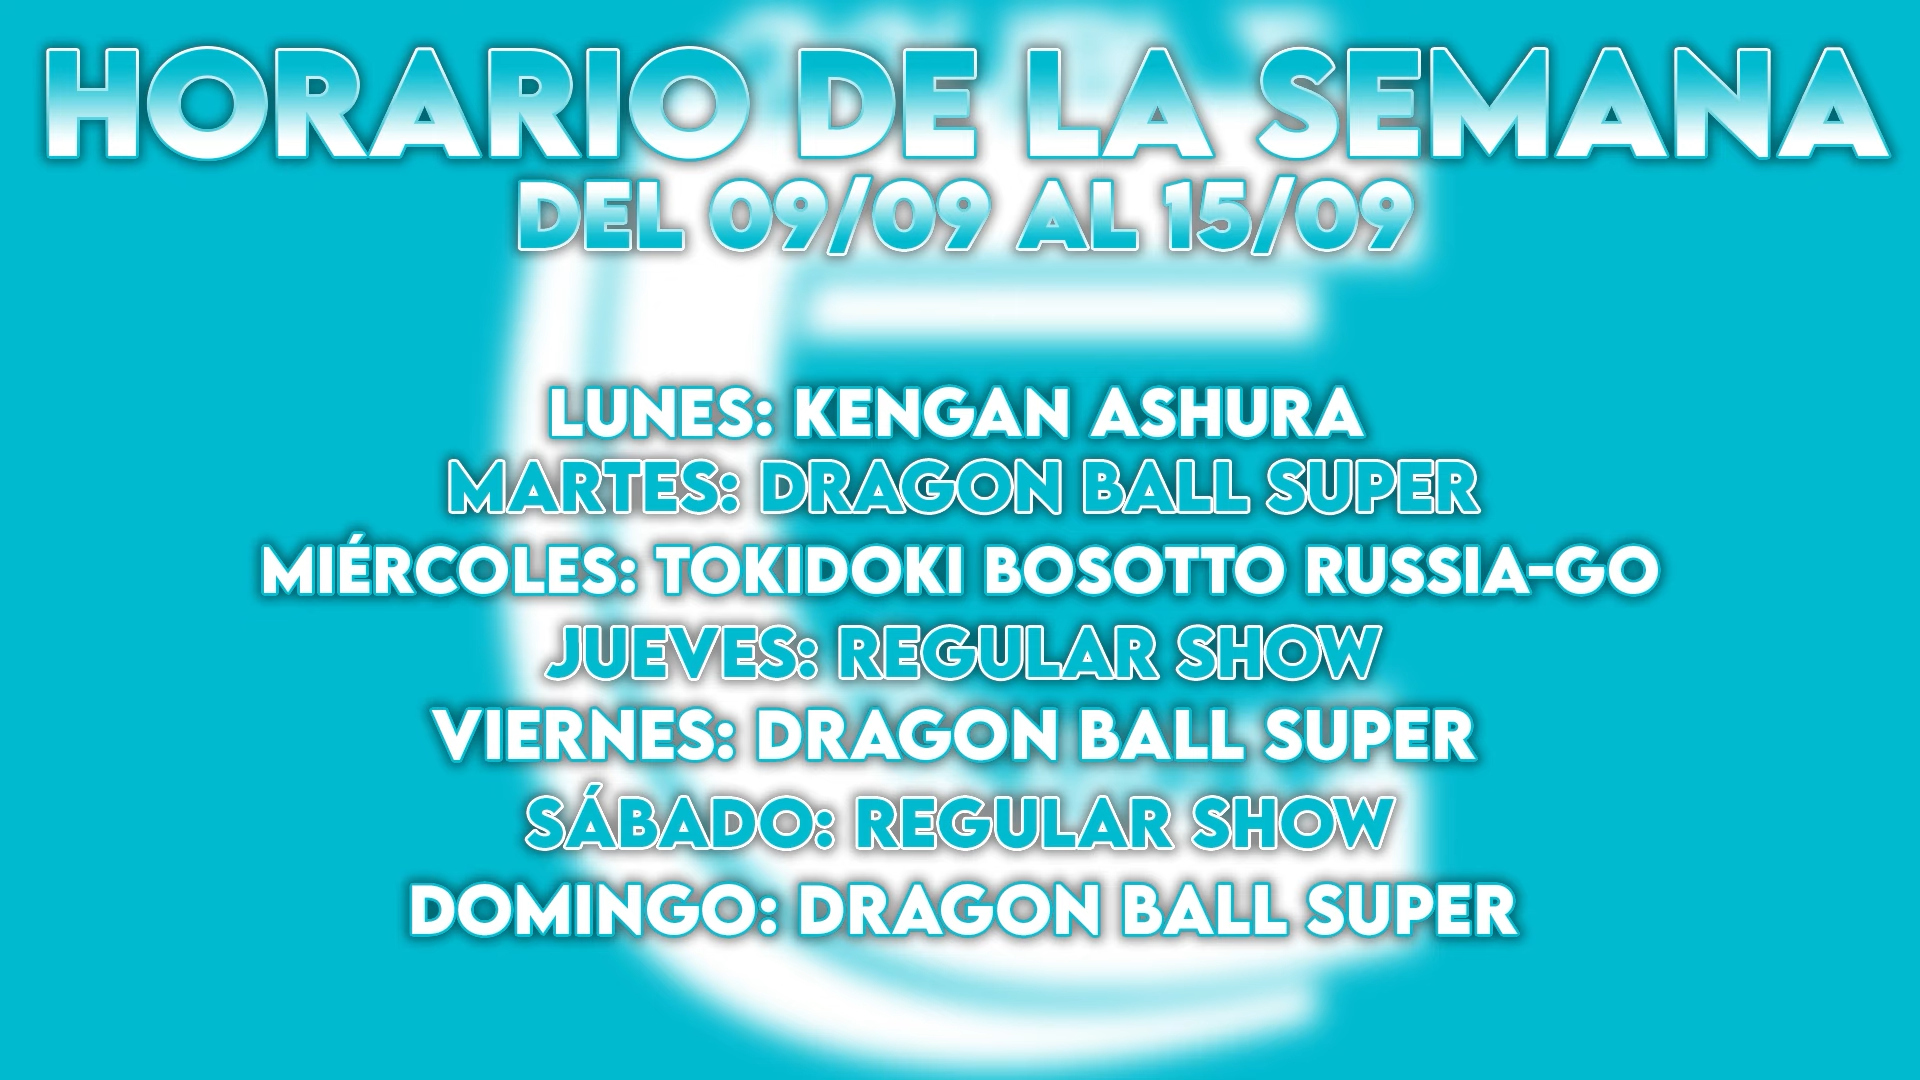 HORARIO DE LA SEMANA
DEL 09/09 AL 15/09
LUNES: KENGAN ASHURA
MARTES: DRAGON BALL SUPER
MIÉRCOLES: TOKIDOKI BOSOTTO RUSSIA-GO
JUEVES: REGULAR SHOW
VIERNES: DRAGON BALL SUPER
SÁBADO: REGULAR SHOW
DOMINGO: DRAGON BALL SUPER